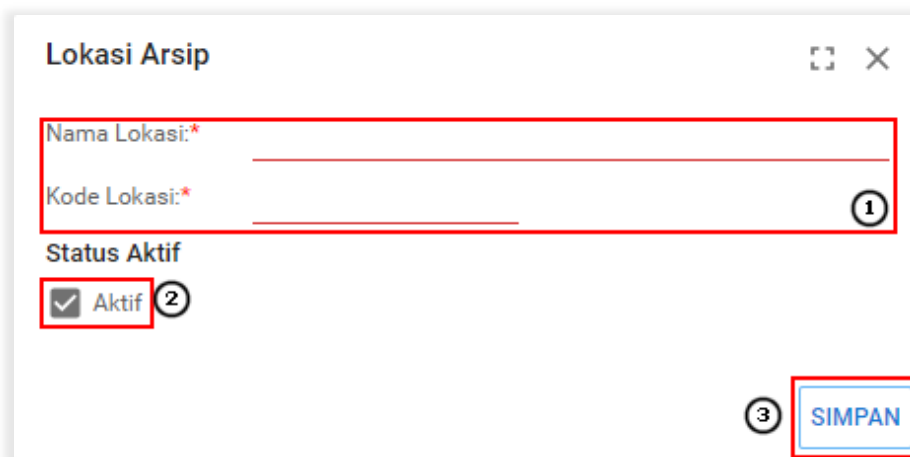 Lokasi Arsip
Nama Lokasi:*
Kode Lokasi:*
1
Status Aktif
Aktif 2
3 SIMPAN